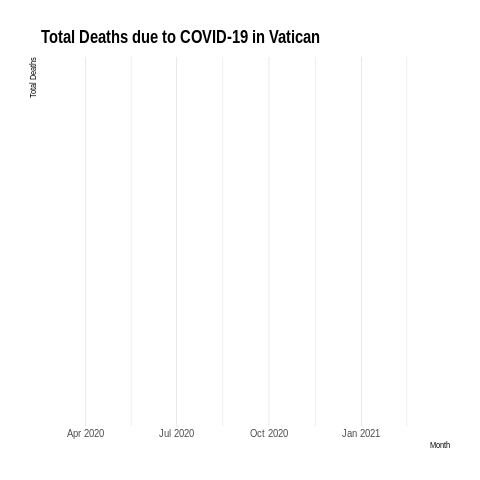 Total Deaths due to COVID-19 in Vatican
Total Deaths
Apr 2020 Jul 2020 Oct 2020 Jan 2021
Month